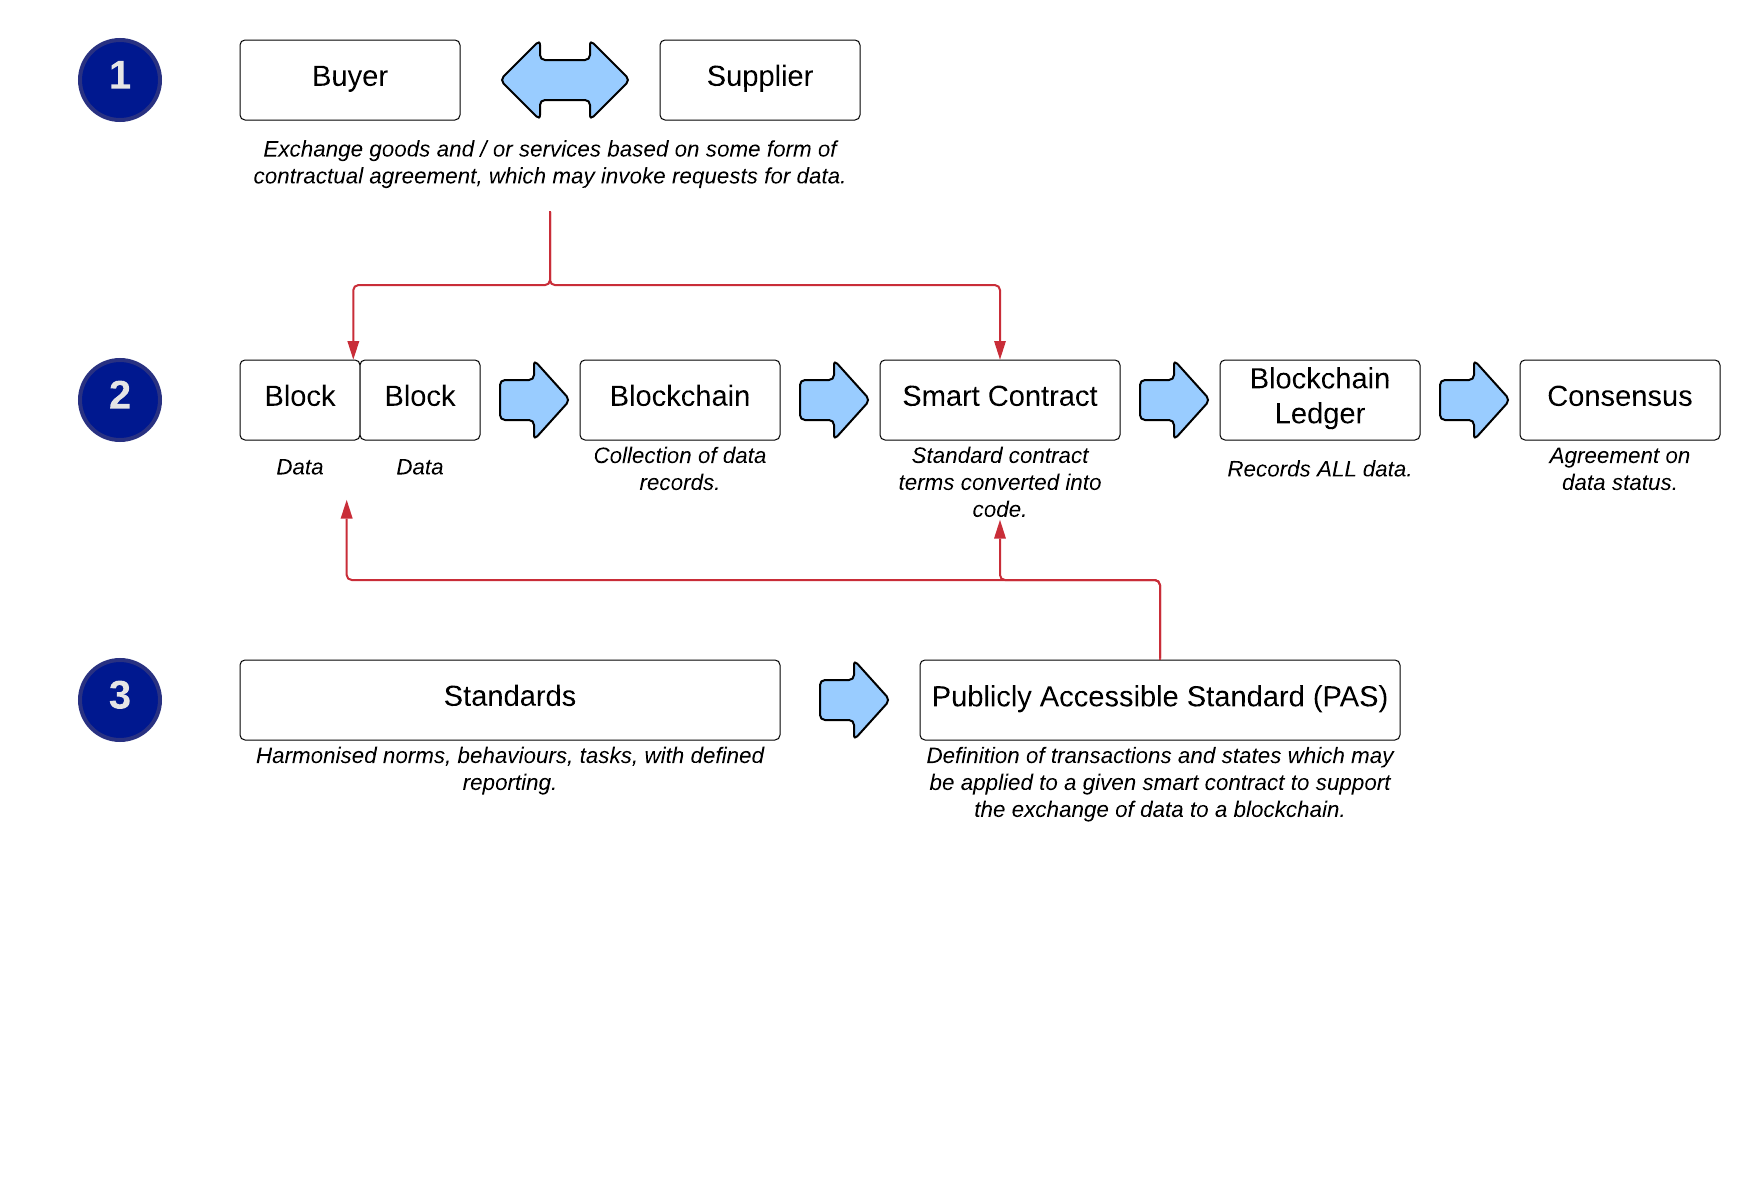 1
Buyer
Supplier
Exchange goods and / or services based on some form of
contractual agreement, which may invoke requests for data.
2
Block
Block
Blockchain
Smart Contract
Blockchain
Ledger
Consensus
Data
Data
Collection of data
records.
Standard contract
terms converted into
code.
Records ALL data.
Agreement on
data status.
3
Standards
Publicly Accessible Standard (PAS)
Harmonised norms, behaviours, tasks, with defined
reporting.
Definition of transactions and states which may
be applied to a given smart contract to support
the exchange of data to a blockchain.